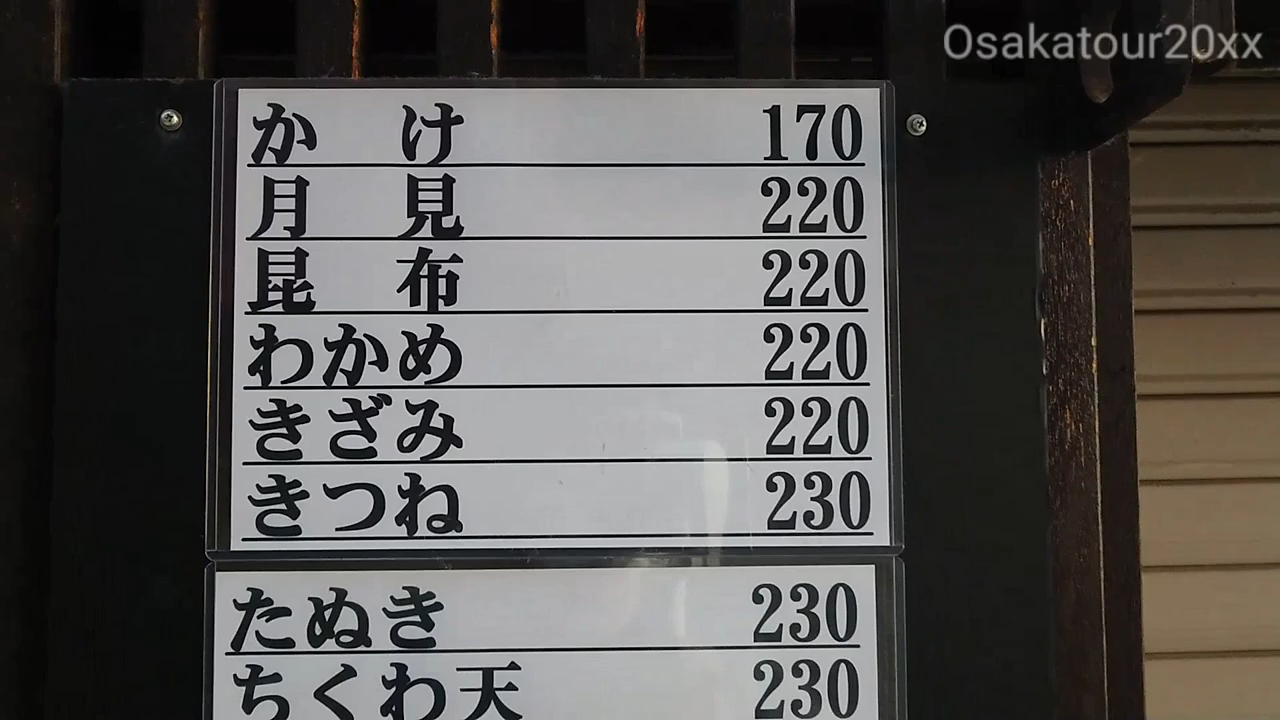 Osakatour20xx
かけ 170
月見 220
昆布 220
わかめ 220
きざみ 220
きつね 230
たぬき 230
ちくわ天 230